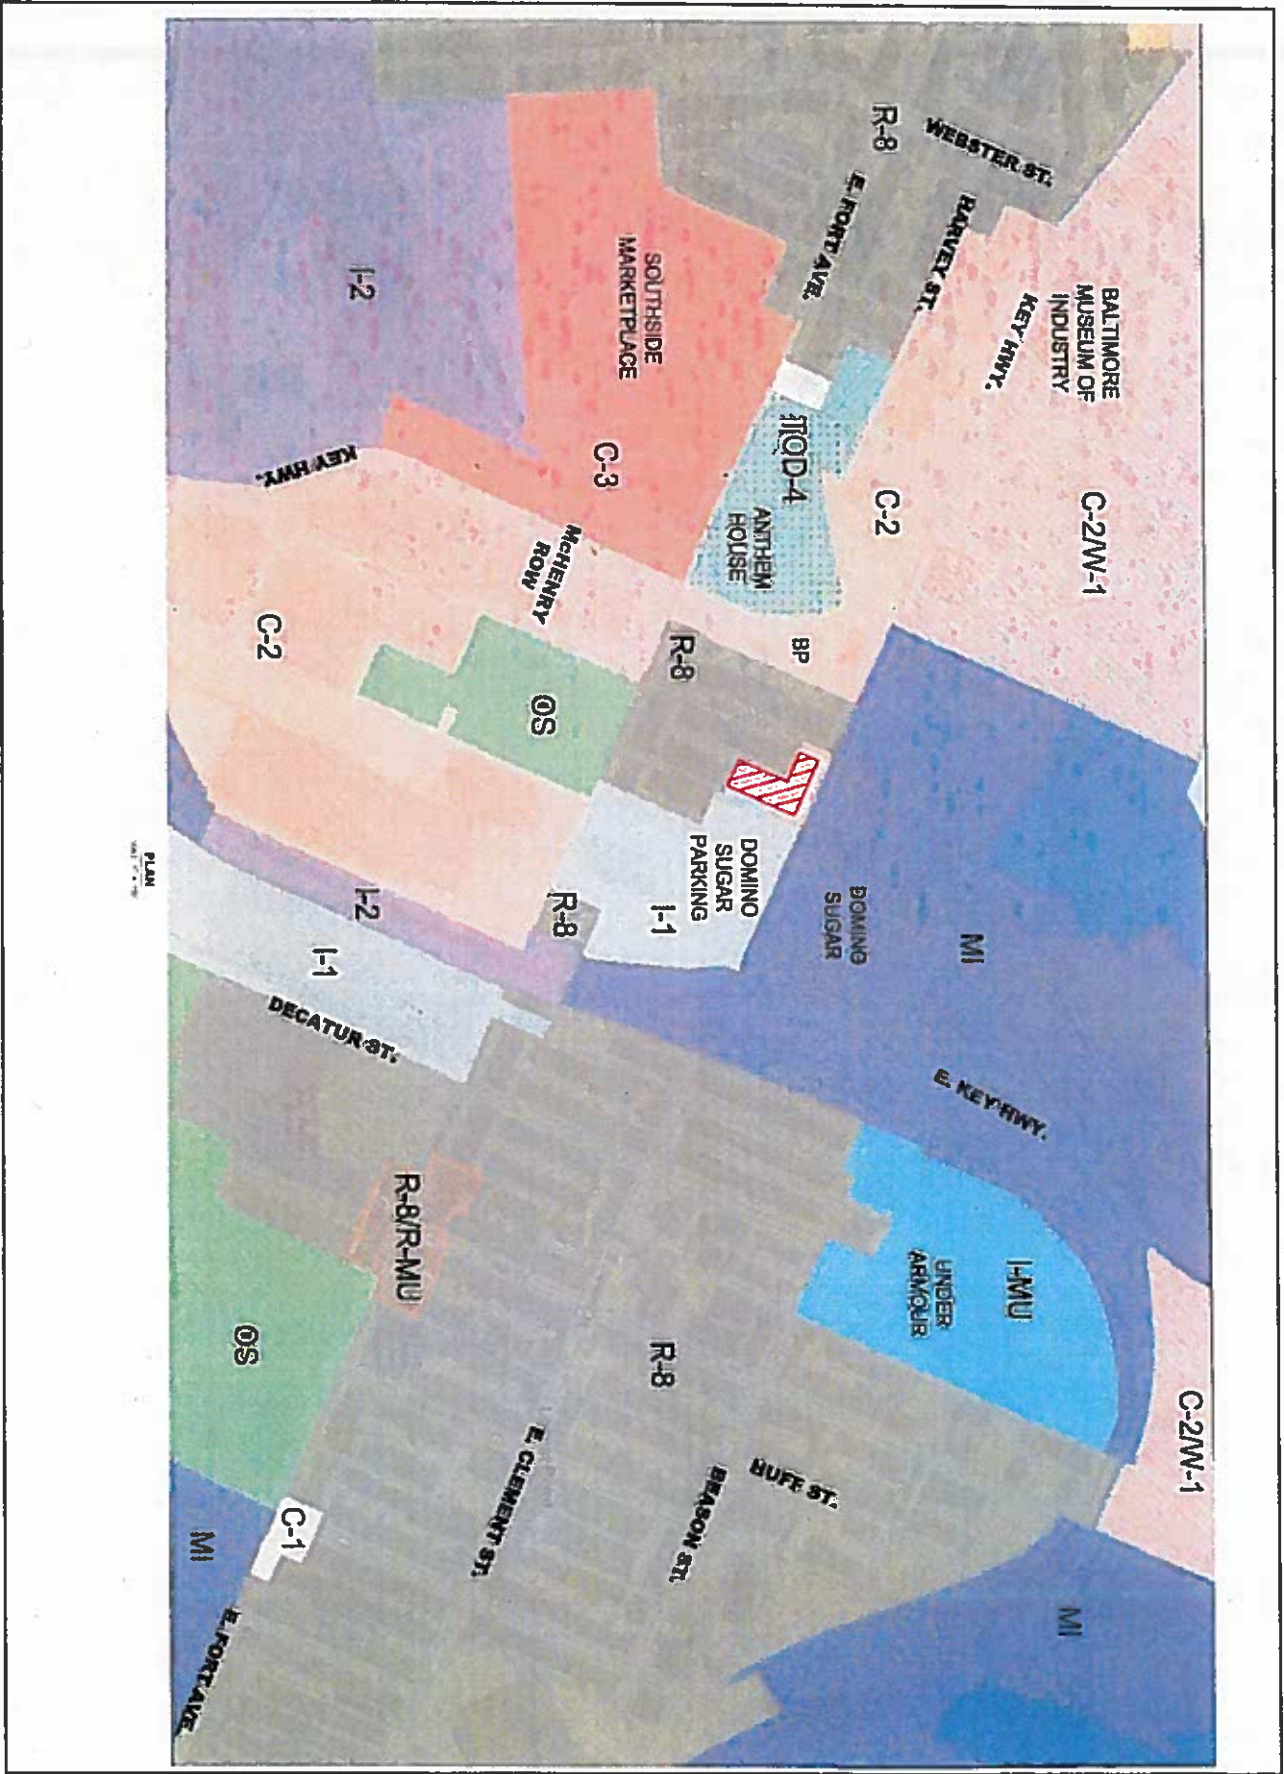 WEBSTER ST.
R-8
E. FORT AVE.
HARVEY ST.
BALTIMORE
MUSEUM OF
INDUSTRY
KEY HWY.
C-2/W-1
C-2
SOUTHSIDE
MARKETPLACE
I-2
C-3
TOD-4
ANTHEM
HOUSE
KEY HWY.
McHENRY
ROW
BP
R-8
C-2
OS
DOMINO
SUGAR
PARKING
I-1
DOMINO
SUGAR
MI
R-8
I-2
I-1
DECATUR ST.
E. KEY HWY.
R-8/R-MU
I-MU
UNDER
ARMOUR
OS
R-8
C-2/W-1
HUFF ST.
BEASON ST.
E. CLEMENT ST.
C-1
MI
MI
E. FORT AVE.
PLAN